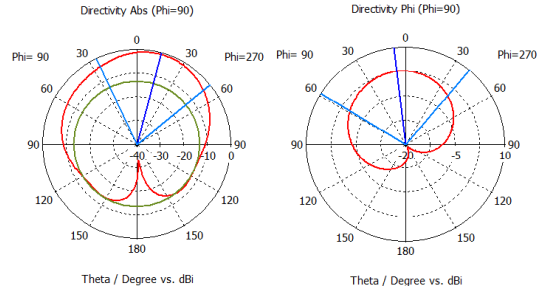 Directivity Abs (Phi=90)
0
30 30
Phi= 90 Phi=270
60 60
90 90
-40 -30 -20 -10 0
120 120
150 150
180
Theta / Degree vs. dBi
Directivity Phi (Phi=90)
0
30 30
Phi= 90 Phi=270
60 60
90 90
-20 -5 10
120 120
150 150
180
Theta / Degree vs. dBi